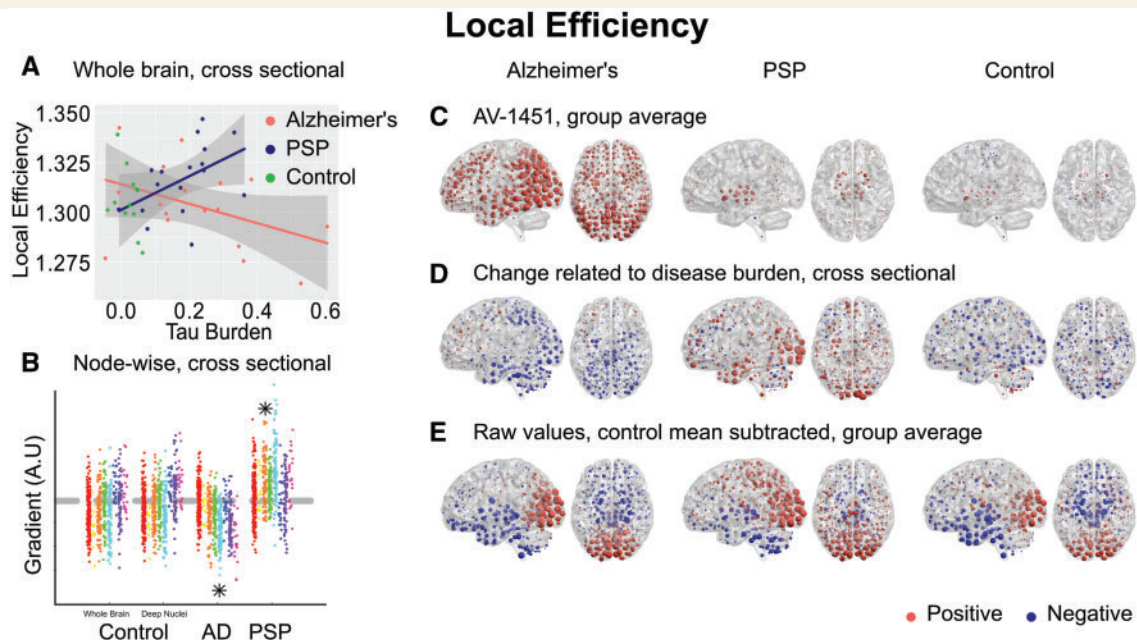 Local Efficiency
A Whole brain, cross sectional
1.350
1.325
1.300
1.275
Local Efficiency
Alzheimer's
PSP
Control
0.0 0.2 0.4 0.6
Tau Burden
B Node-wise, cross sectional
Gradient (A.U)
*
*
Whole Brain Deep Nuclei
Control AD PSP
Alzheimer's PSP Control
C AV-1451, group average
D Change related to disease burden, cross sectional
E Raw values, control mean subtracted, group average
Positive Negative